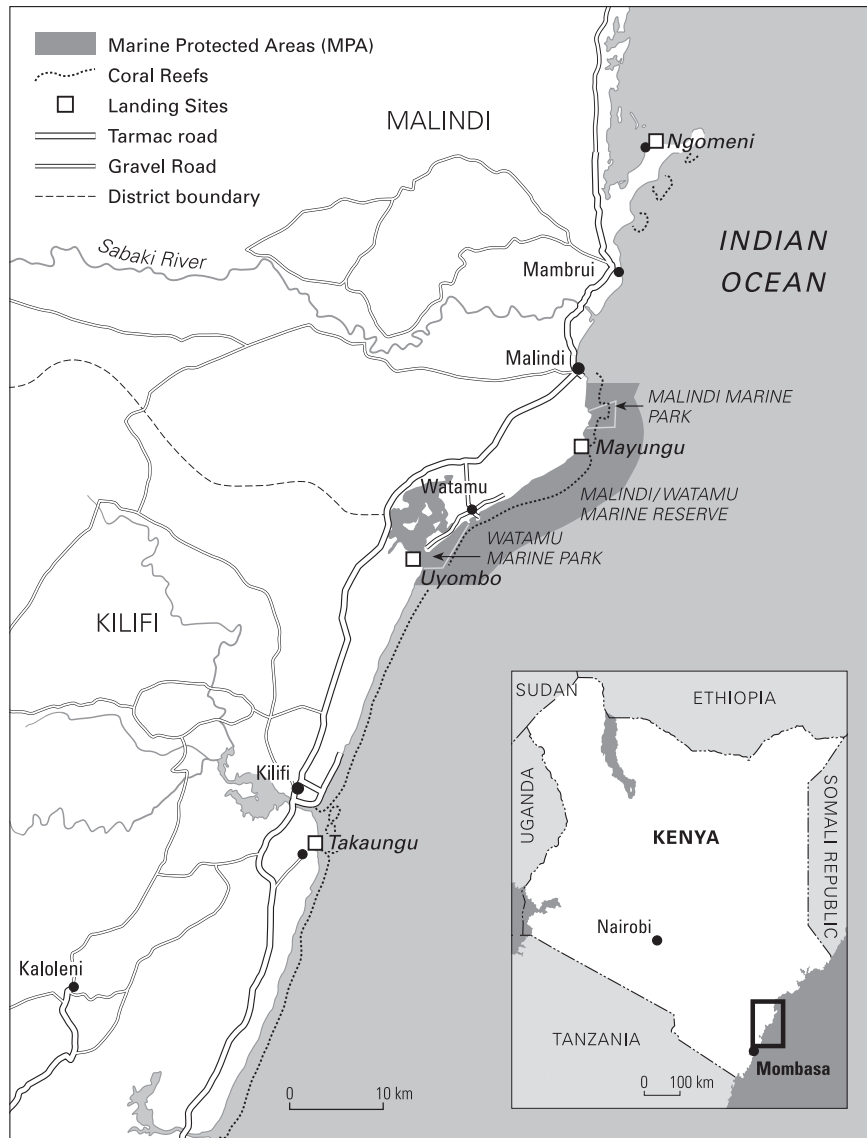 Marine Protected Areas (MPA)
Coral Reefs
Landing Sites
Tarmac road
Gravel Road
District boundary
MALINDI
Ngomeni
Sabaki River
INDIAN
OCEAN
Mambrui
Malindi
MALINDI MARINE
PARK
Mayungu
Watamu
MALINDI/WATAMU
MARINE RESERVE
WATAMU
MARINE PARK
Uyombo
KILIFI
Kilifi
Takaungu
Kaloleni
0
10 km
SUDAN
ETHIOPIA
UGANDA
SOMALI REPUBLIC
KENYA
Nairobi
TANZANIA
0
100 km
Mombasa